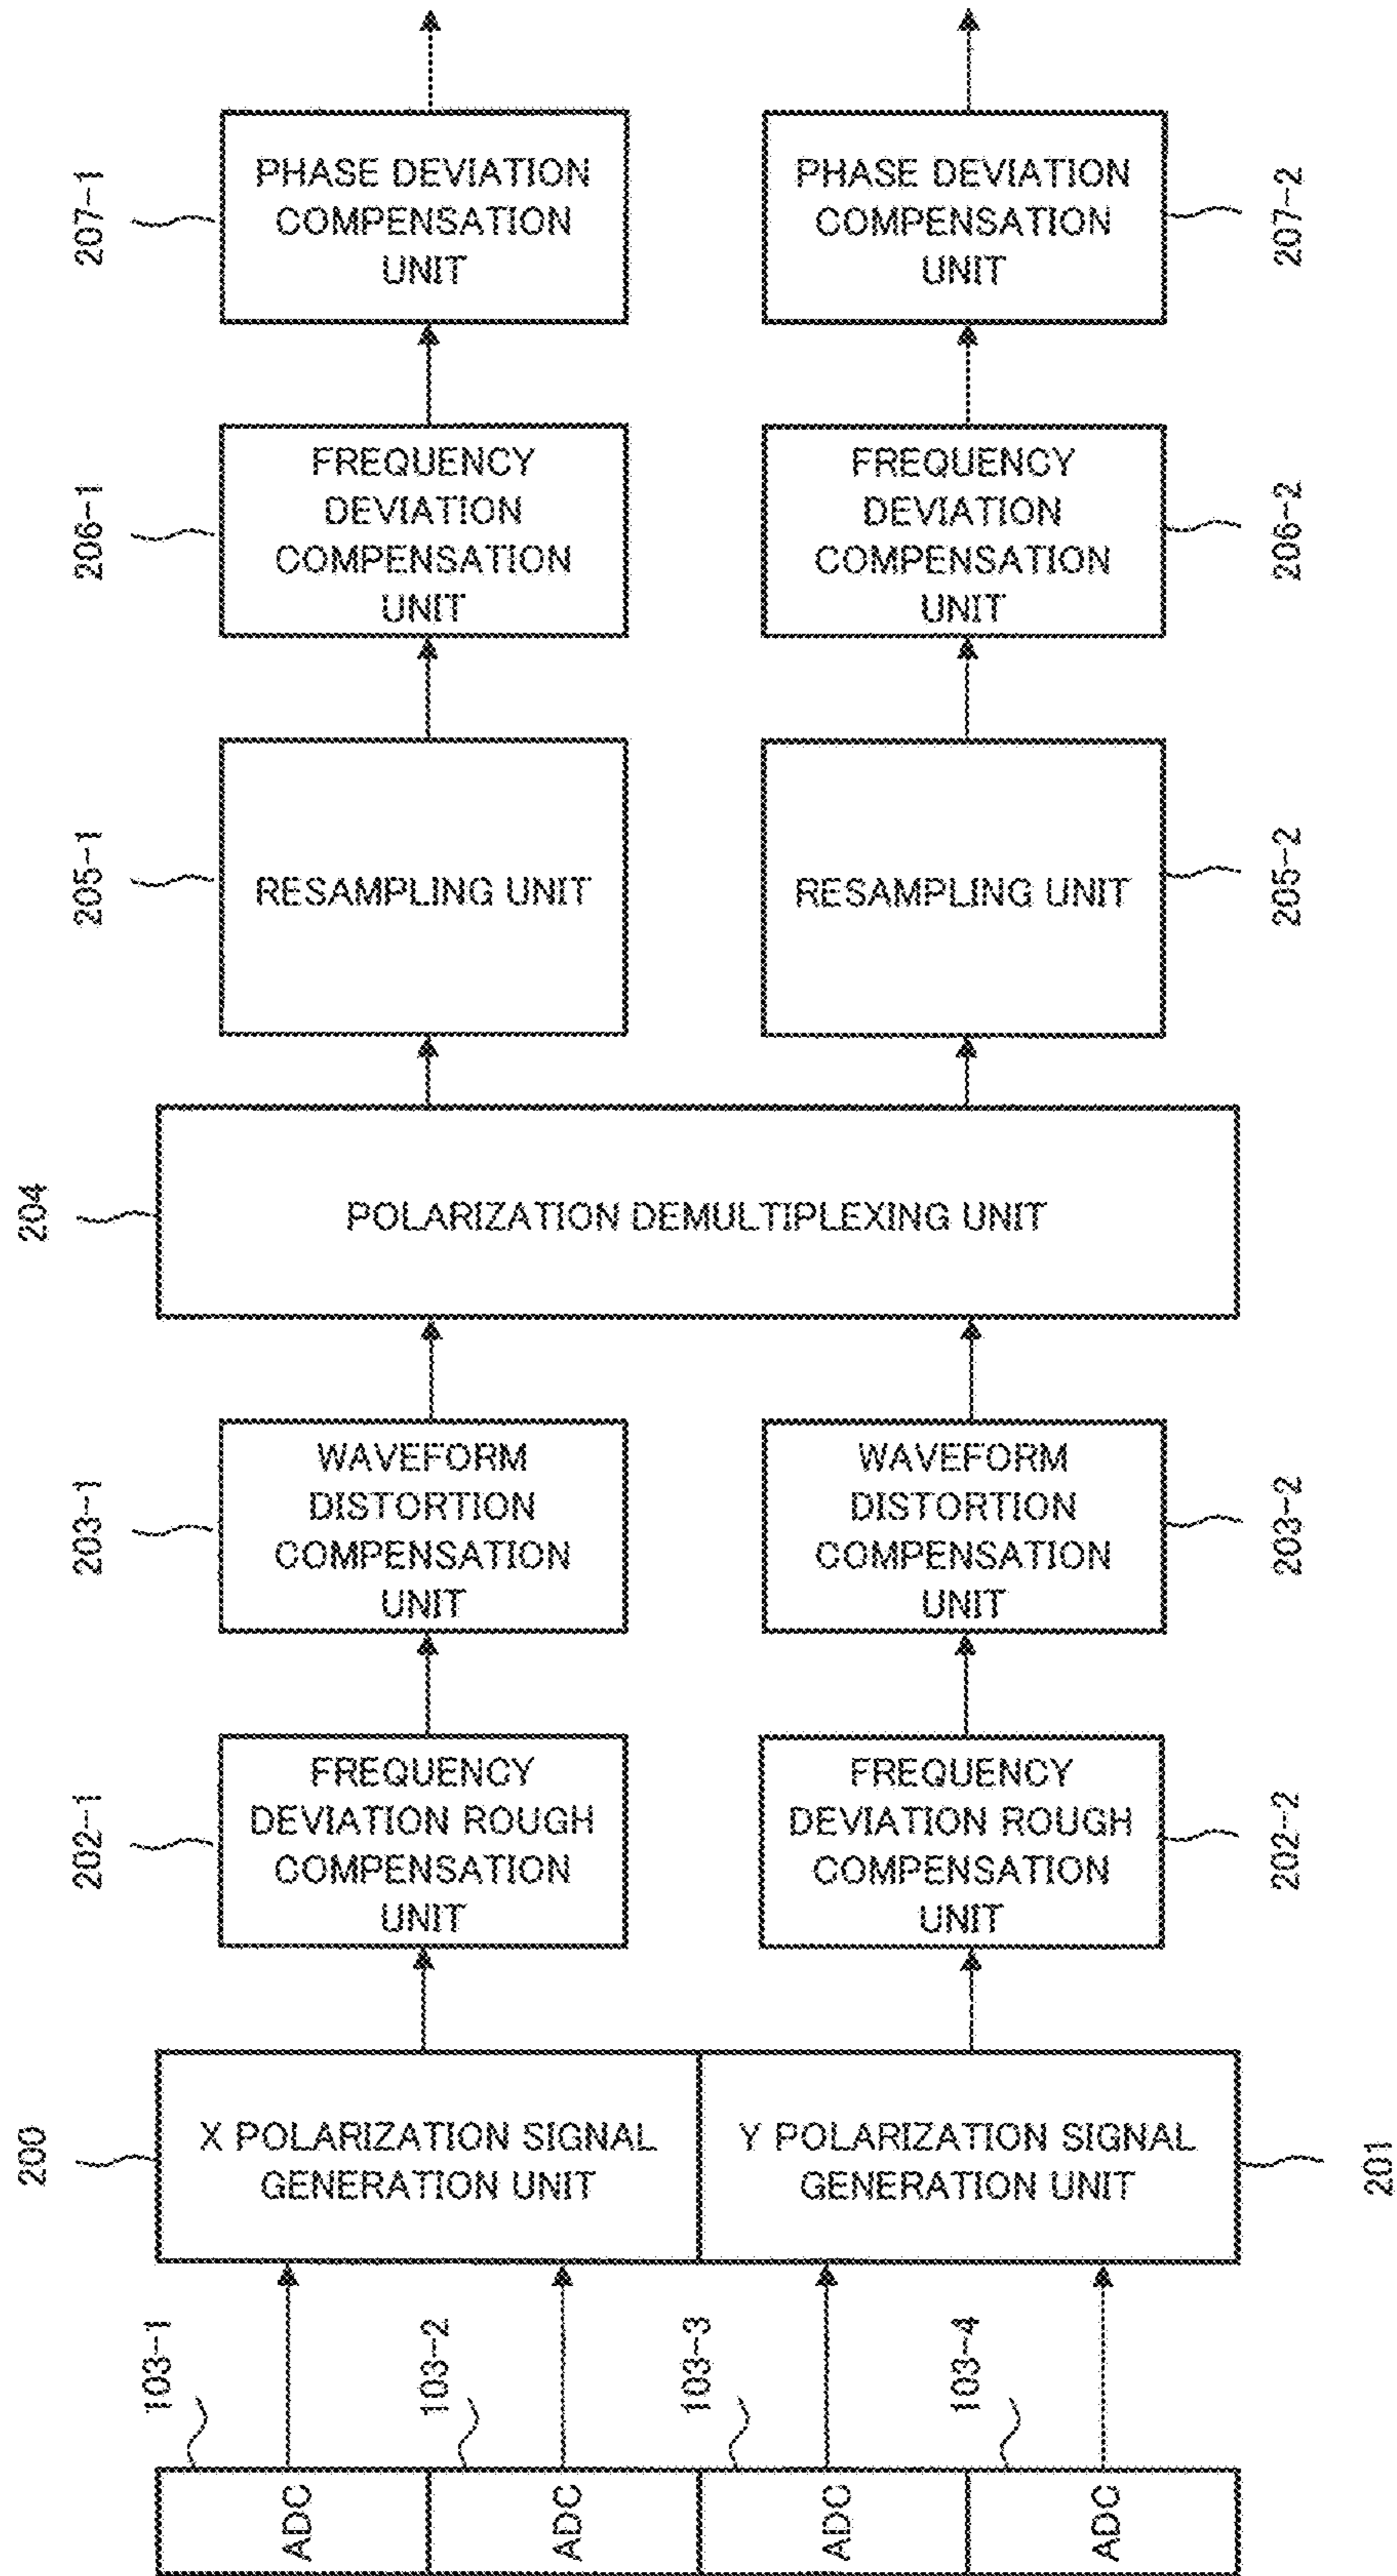 207-1
PHASE DEVIATION
COMPENSATION
UNIT
PHASE DEVIATION
COMPENSATION
UNIT
207-2
206-1
FREQUENCY
DEVIATION
COMPENSATION
UNIT
FREQUENCY
DEVIATION
COMPENSATION
UNIT
206-2
205-1
RESAMPLING UNIT
RESAMPLING UNIT
205-2
204
POLARIZATION DEMULTIPLEXING UNIT
203-1
WAVEFORM
DISTORTION
COMPENSATION
UNIT
WAVEFORM
DISTORTION
COMPENSATION
UNIT
203-2
202-1
FREQUENCY
DEVIATION ROUGH
COMPENSATION
UNIT
FREQUENCY
DEVIATION ROUGH
COMPENSATION
UNIT
202-2
200
X POLARIZATION SIGNAL
GENERATION UNIT
Y POLARIZATION SIGNAL
GENERATION UNIT
201
103-1
103-2
103-3
103-4
ADC
ADC
ADC
ADC